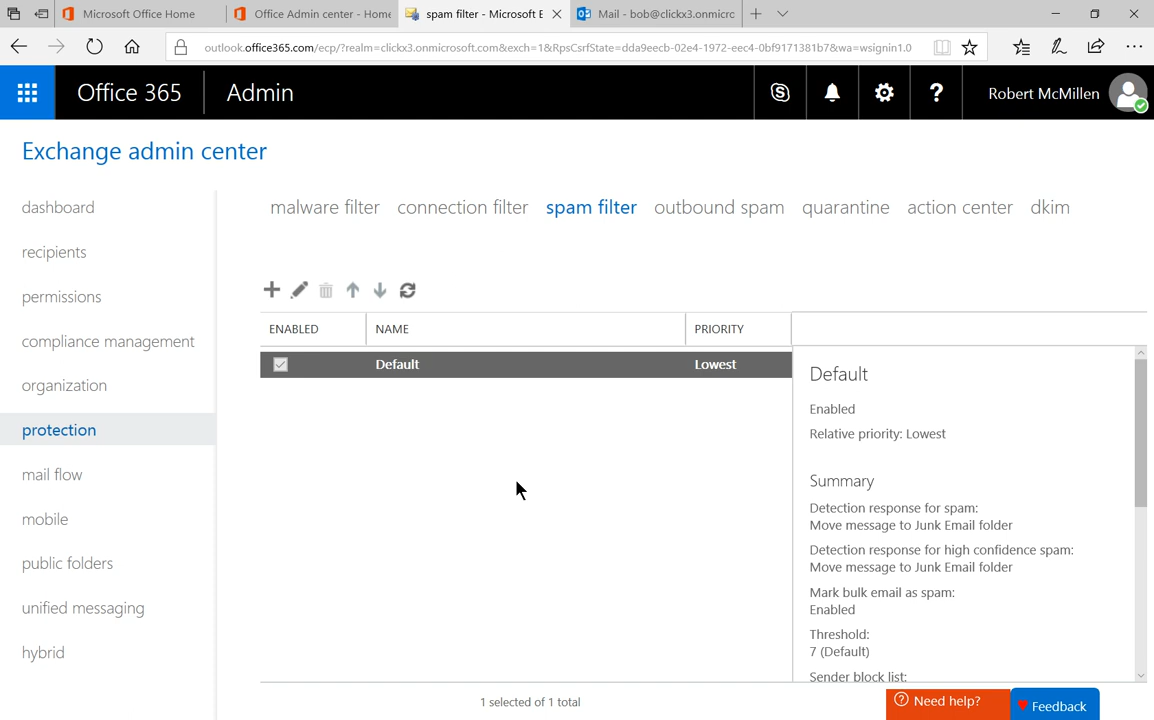 Microsoft Office Home
Office Admin center - Home
spam filter - Microsoft E
Mail - bob@clickx3.onmicro
outlook.office365.com/ecp/?realm=clickx3.onmicrosoft.com&exch=1&RpsCsrfState=dda9eecb-02e4-1972-eec4-0bf9171381b7&wa=wsignin1.0
Office 365
Admin
?
Robert McMillen
Exchange admin center
dashboard
recipients
permissions
compliance management
organization
protection
mail flow
mobile
public folders
unified messaging
hybrid
malware filter connection filter spam filter outbound spam quarantine action center dkim
ENABLED NAME PRIORITY
Default Lowest
Default
Enabled
Relative priority: Lowest
Summary
Detection response for spam:
Move message to Junk Email folder
Detection response for high confidence spam:
Move message to Junk Email folder
Mark bulk email as spam:
Enabled
Threshold:
7 (Default)
Sender block list:
1 selected of 1 total
Need help?
Feedback